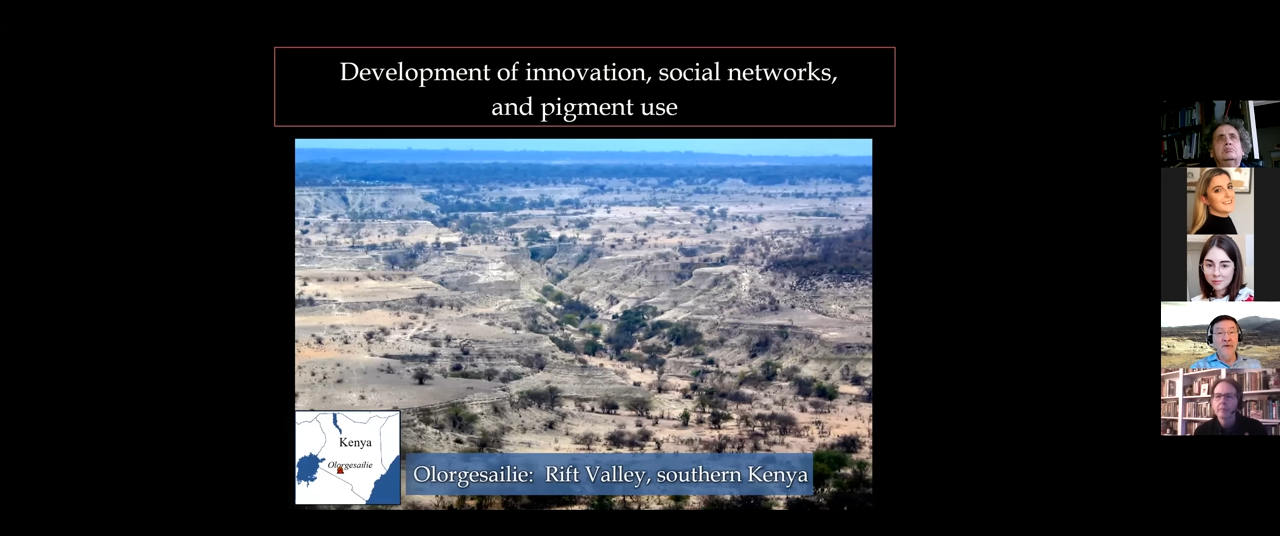 Development of innovation, social networks,
and pigment use
Kenya
Olorgesailie
Olorgesailie: Rift Valley, southern Kenya